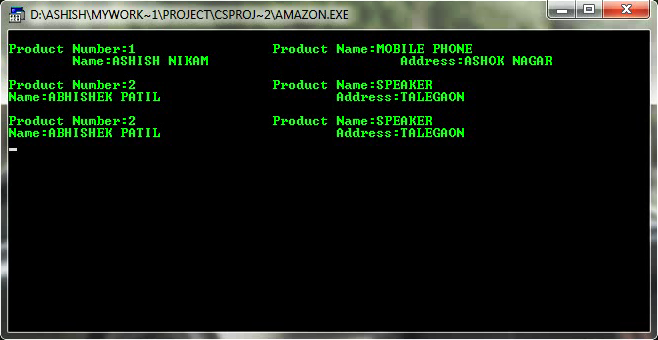 D:\ASHISH\MYWORK~1\PROJECT\CSPROJ~2\AMAZON.EXE
Product Number:1 Product Name:MOBILE PHONE
Name:ASHISH NIKAM Address:ASHOK NAGAR
Product Number:2 Product Name:SPEAKER
Name:ABHISHEK PATIL Address:TALEGAON
Product Number:2 Product Name:SPEAKER
Name:ABHISHEK PATIL Address:TALEGAON